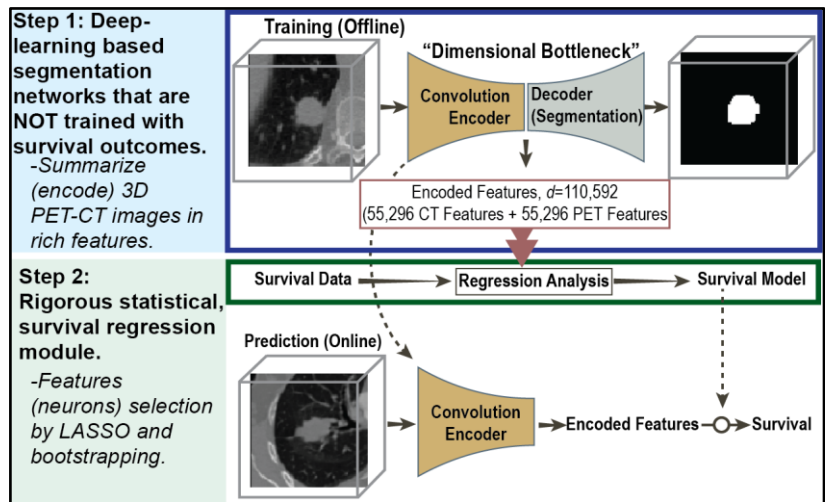 Step 1: Deep-
learning based
segmentation
networks that are
NOT trained with
survival outcomes.
-Summarize
(encode) 3D
PET-CT images in
rich features.
Training (Offline)
“Dimensional Bottleneck”
Convolution
Encoder
Decoder
(Segmentation)
Encoded Features, d=110,592
(55,296 CT Features + 55,296 PET Features
Step 2:
Rigorous statistical,
survival regression
module.
-Features
(neurons) selection
by LASSO and
bootstrapping.
Survival Data
Regression Analysis
Survival Model
Prediction (Online)
Convolution
Encoder
Encoded Features
Survival